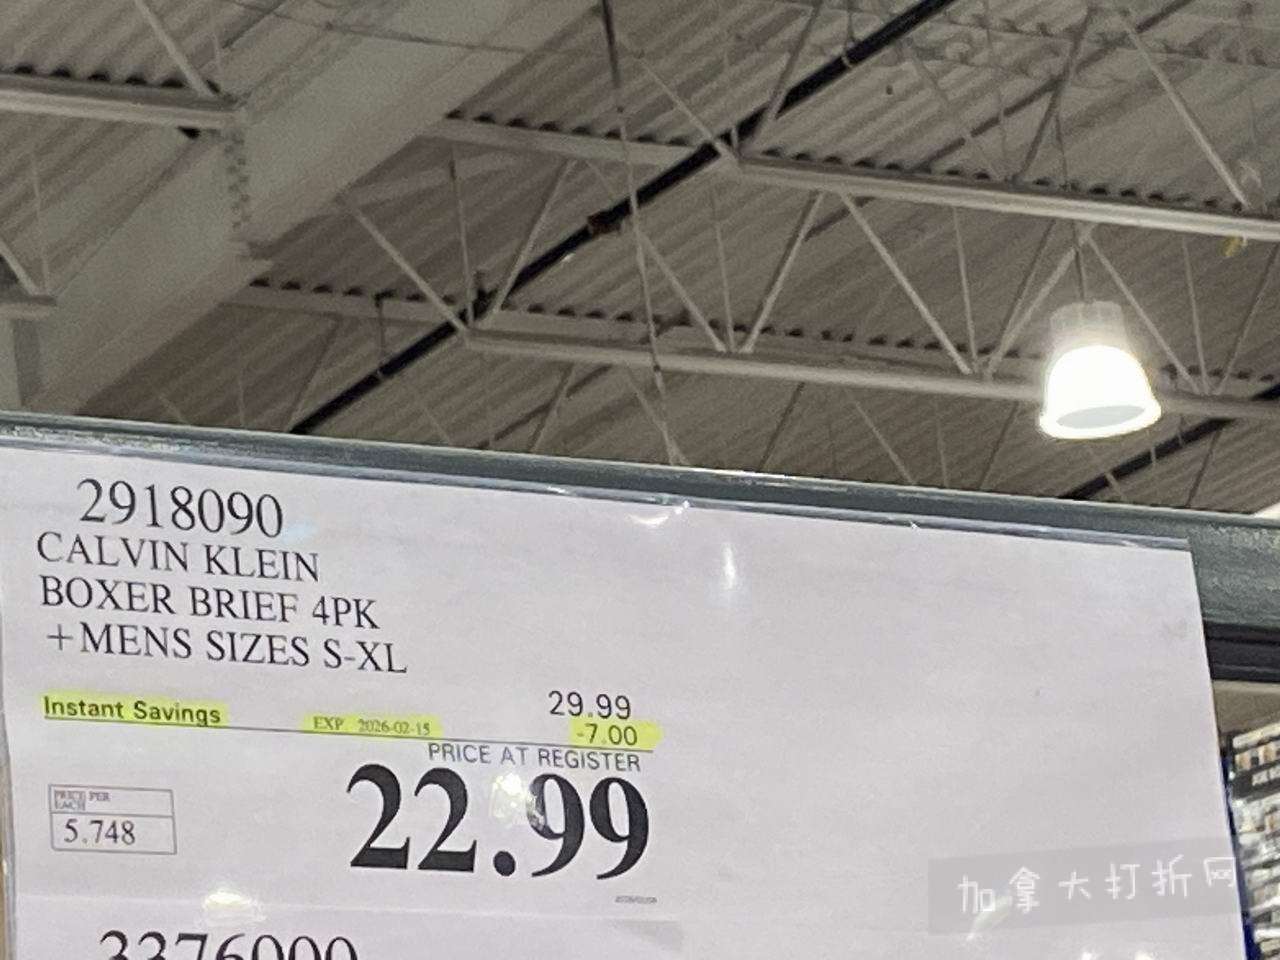 2918090
CALVIN KLEIN
BOXER BRIEF 4PK
+MENS SIZES S-XL
29.99
Instant Savings EXP. 2026-02-15 -7.00
PRICE AT REGISTER
22.99
PRICE PER
EACH
5.748
3376000
加拿大打折网